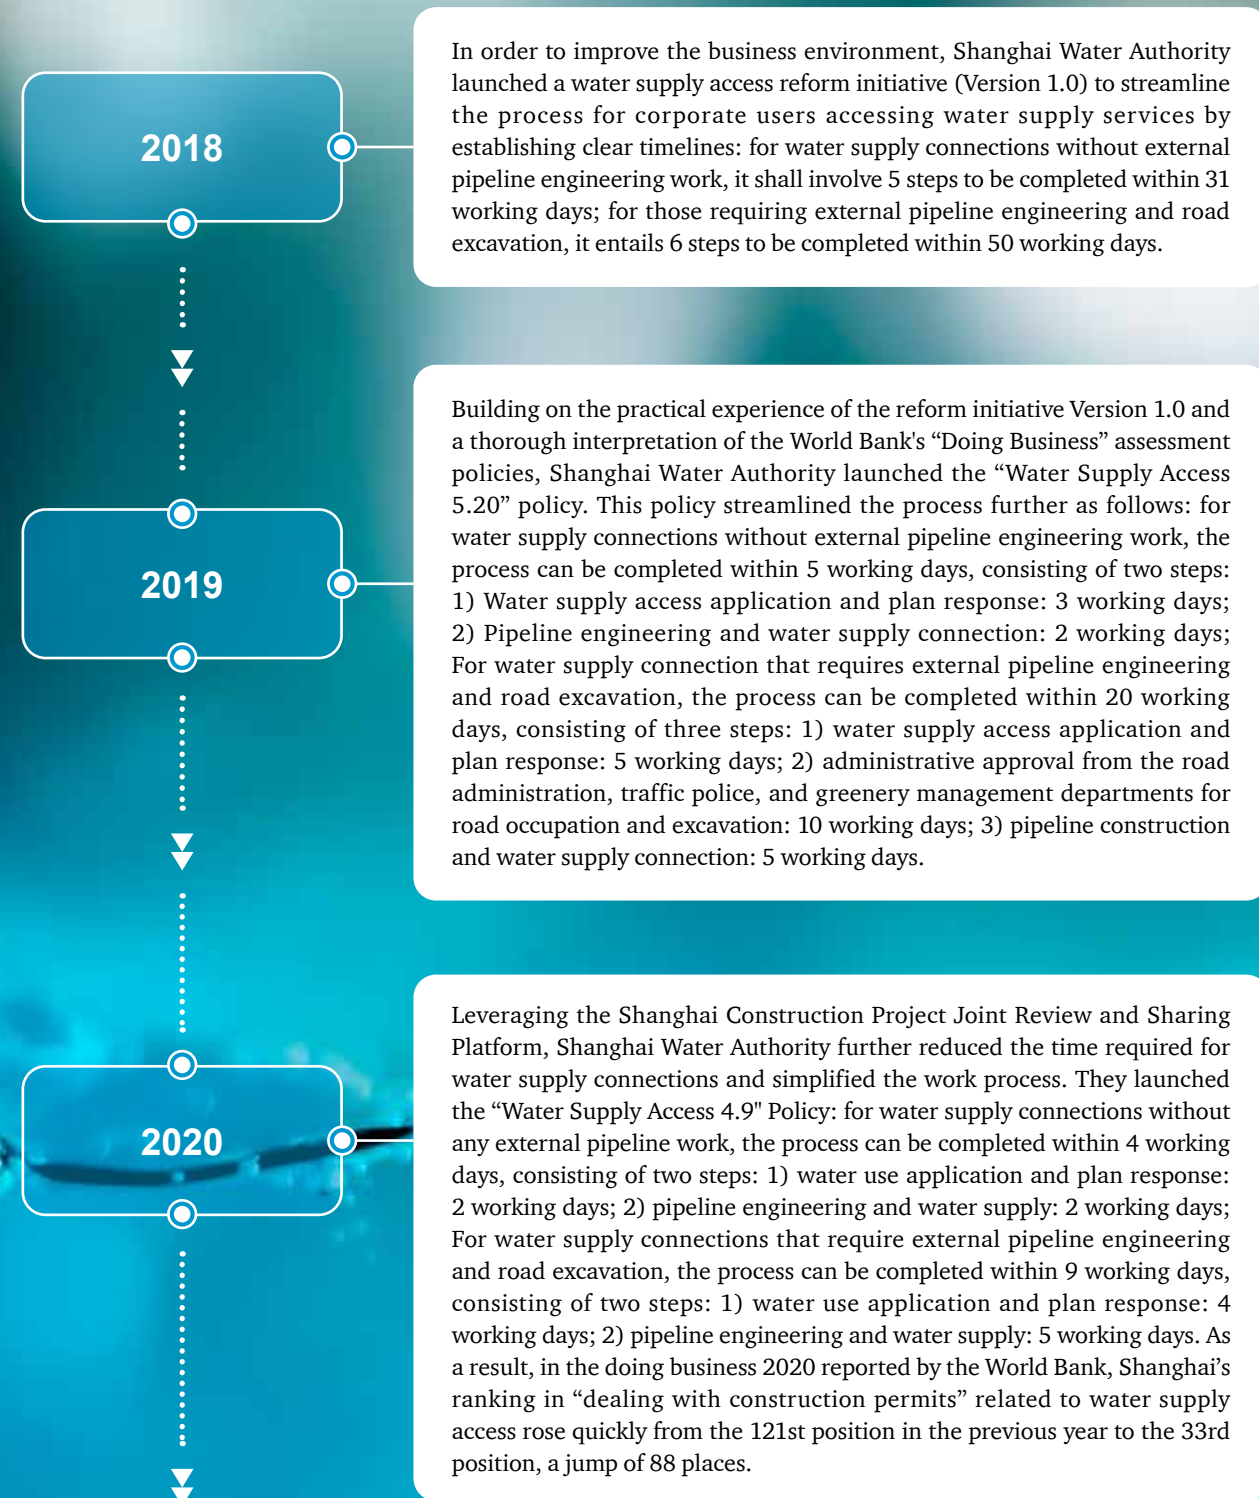 2018
In order to improve the business environment, Shanghai Water Authority
launched a water supply access reform initiative (Version 1.0) to streamline
the process for corporate users accessing water supply services by
establishing clear timelines: for water supply connections without external
pipeline engineering work, it shall involve 5 steps to be completed within 31
working days; for those requiring external pipeline engineering and road
excavation, it entails 6 steps to be completed within 50 working days.
2019
Building on the practical experience of the reform initiative Version 1.0 and
a thorough interpretation of the World Bank's “Doing Business” assessment
policies, Shanghai Water Authority launched the “Water Supply Access
5.20” policy. This policy streamlined the process further as follows: for
water supply connections without external pipeline engineering work, the
process can be completed within 5 working days, consisting of two steps:
1) Water supply access application and plan response: 3 working days;
2) Pipeline engineering and water supply connection: 2 working days;
For water supply connection that requires external pipeline engineering
and road excavation, the process can be completed within 20 working
days, consisting of three steps: 1) water supply access application and
plan response: 5 working days; 2) administrative approval from the road
administration, traffic police, and greenery management departments for
road occupation and excavation: 10 working days; 3) pipeline construction
and water supply connection: 5 working days.
2020
Leveraging the Shanghai Construction Project Joint Review and Sharing
Platform, Shanghai Water Authority further reduced the time required for
water supply connections and simplified the work process. They launched
the “Water Supply Access 4.9" Policy: for water supply connections without
any external pipeline work, the process can be completed within 4 working
days, consisting of two steps: 1) water use application and plan response:
2 working days; 2) pipeline engineering and water supply: 2 working days;
For water supply connections that require external pipeline engineering
and road excavation, the process can be completed within 9 working days,
consisting of two steps: 1) water use application and plan response: 4
working days; 2) pipeline engineering and water supply: 5 working days. As
a result, in the doing business 2020 reported by the World Bank, Shanghai’s
ranking in “dealing with construction permits” related to water supply
access rose quickly from the 121st position in the previous year to the 33rd
position, a jump of 88 places.